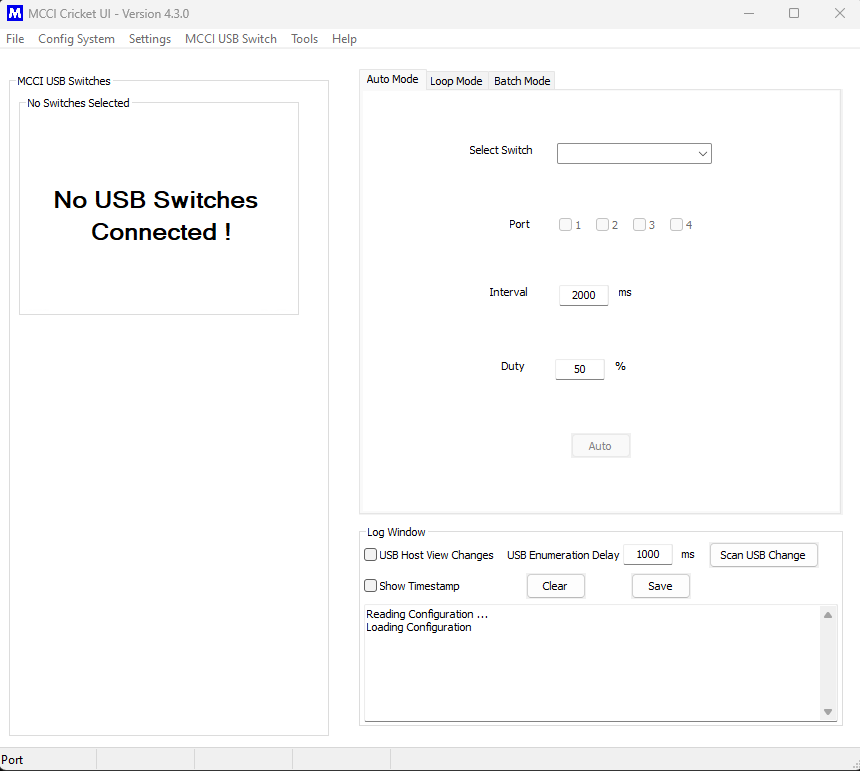 M MCCI Cricket UI - Version 4.3.0
File Config System Settings MCCI USB Switch Tools Help
MCCI USB Switches
No Switches Selected
No USB Switches
Connected !
Auto Mode Loop Mode Batch Mode
Select Switch
Port 1 2 3 4
Interval 2000 ms
Duty 50 %
Auto
Log Window
USB Host View Changes USB Enumeration Delay 1000 ms Scan USB Change
Show Timestamp Clear Save
Reading Configuration ...
Loading Configuration
Port